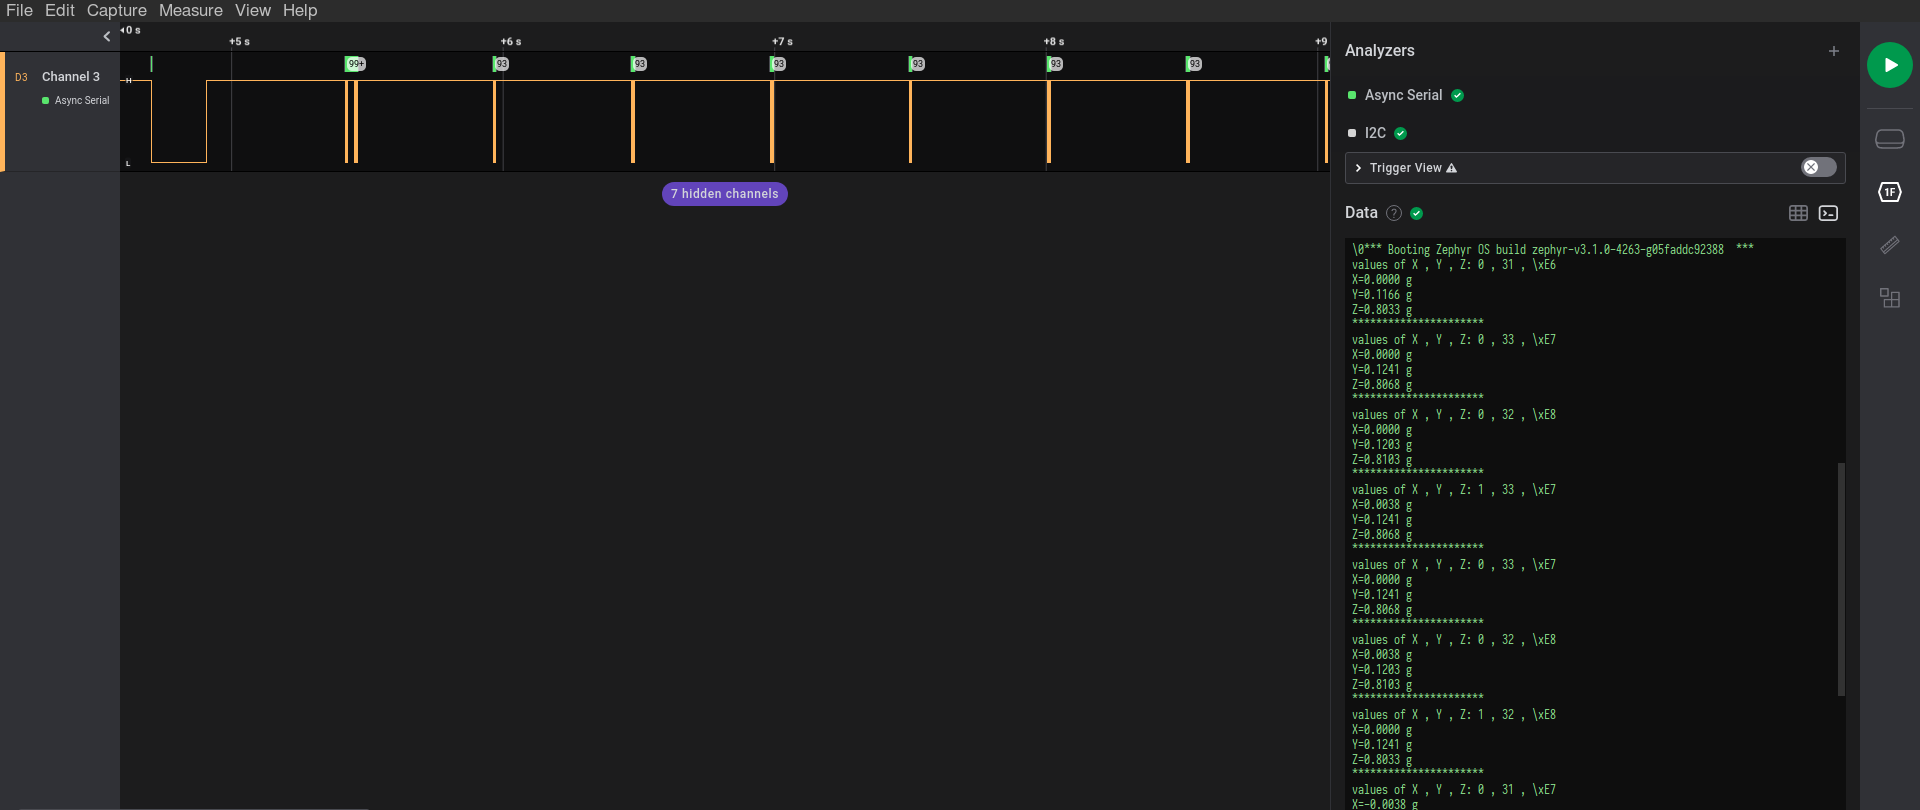 File Edit Capture Measure View Help
0 s
+5 s +6 s +7 s +8 s +9
D3 Channel 3
Async Serial
H
L
99+ 93 93 93 93 93 93
7 hidden channels
Analyzers
Async Serial
I2C
Trigger View
Data ?
1F
\0*** Booting Zephyr OS build zephyr-v3.1.0-4263-g05faddc92388  ***
values of X , Y , Z: 0 , 31 , \xE6
X=0.0000 g
Y=0.1166 g
Z=0.8033 g
**********************
values of X , Y , Z: 0 , 33 , \xE7
X=0.0000 g
Y=0.1241 g
Z=0.8068 g
**********************
values of X , Y , Z: 0 , 32 , \xE8
X=0.0000 g
Y=0.1203 g
Z=0.8103 g
**********************
values of X , Y , Z: 1 , 33 , \xE7
X=0.0038 g
Y=0.1241 g
Z=0.8068 g
**********************
values of X , Y , Z: 0 , 33 , \xE7
X=0.0000 g
Y=0.1241 g
Z=0.8068 g
**********************
values of X , Y , Z: 0 , 32 , \xE8
X=0.0038 g
Y=0.1203 g
Z=0.8103 g
**********************
values of X , Y , Z: 1 , 32 , \xE8
X=0.0000 g
Y=0.1241 g
Z=0.8033 g
**********************
values of X , Y , Z: 0 , 31 , \xE7
X=-0.0038 g